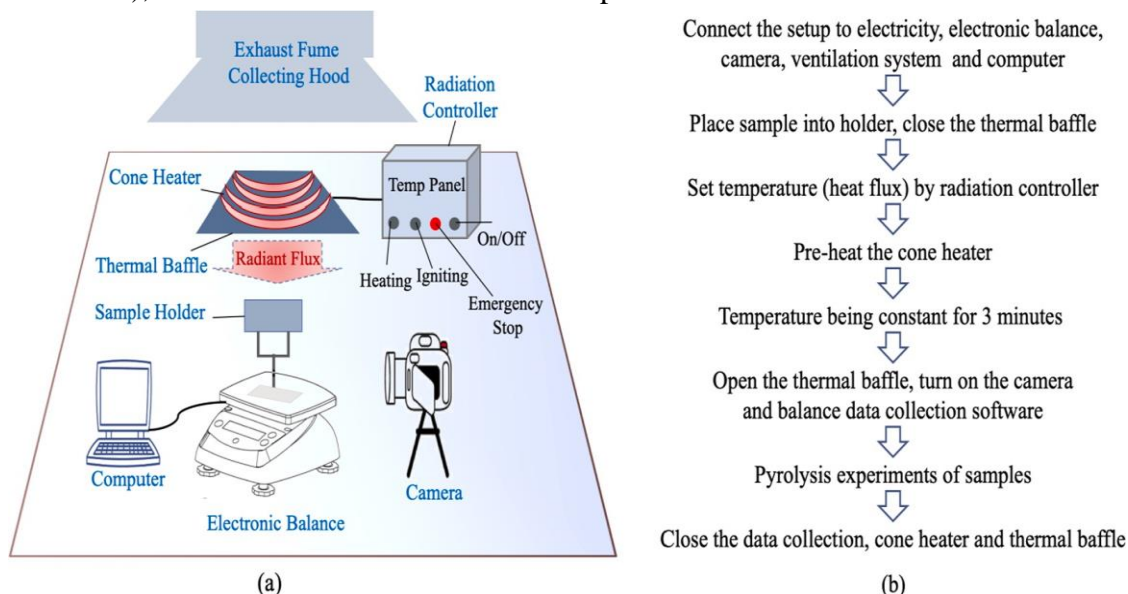 Exhaust Fume
Collecting Hood
Radiation
Controller
Cone Heater
Temp Panel
On/Off
Thermal Baffle
Radiant Flux
Heating
Igniting
Emergency
Stop
Sample Holder
Computer
Camera
Electronic Balance
(a)
Connect the setup to electricity, electronic balance,
camera, ventilation system and computer
Place sample into holder, close the thermal baffle
Set temperature (heat flux) by radiation controller
Pre-heat the cone heater
Temperature being constant for 3 minutes
Open the thermal baffle, turn on the camera
and balance data collection software
Pyrolysis experiments of samples
Close the data collection, cone heater and thermal baffle
(b)